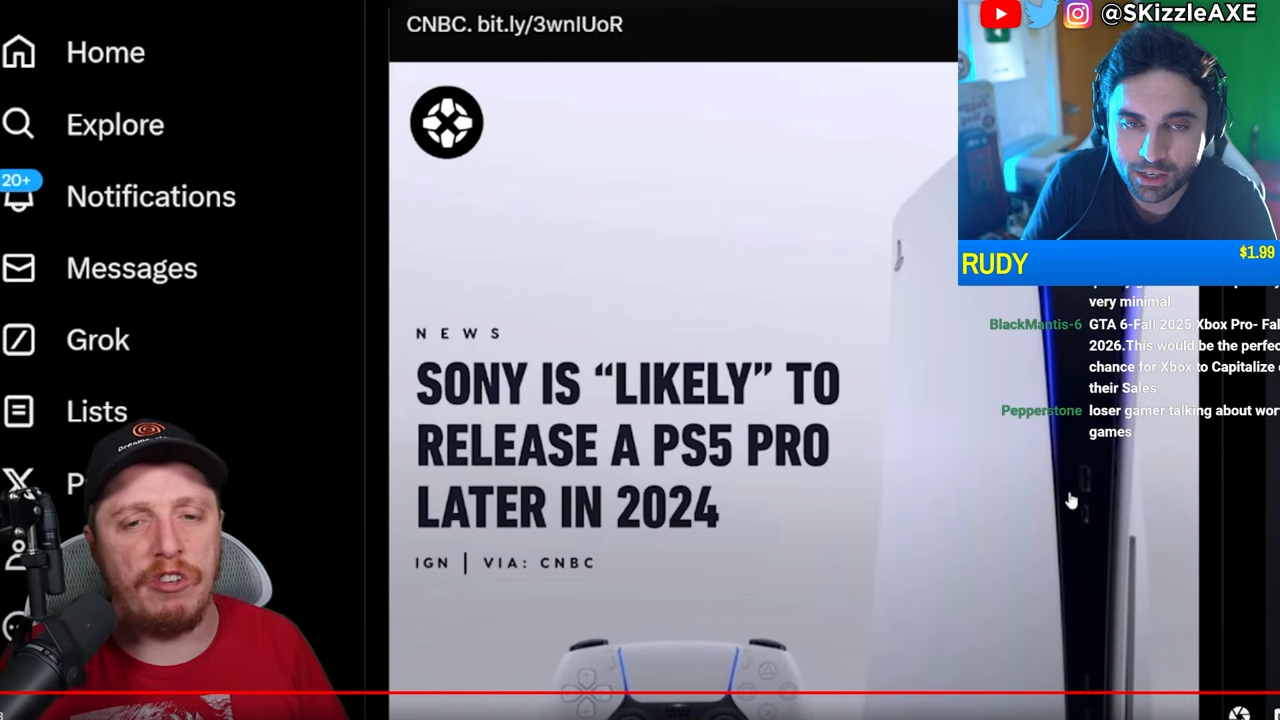 CNBC. bit.ly/3wnIUoR
@SKizzleAXE
Home
Explore
20+
Notifications
Messages
Grok
Lists
NEWS
SONY IS “LIKELY” TO
RELEASE A PS5 PRO
LATER IN 2024
IGN | VIA: CNBC
RUDY $1.99
very minimal
BlackMantis-6 GTA 6-Fall 2025,Xbox Pro- Fal
2026.This would be the perfec
chance for Xbox to Capitalize
their Sales
Pepperstone loser gamer talking about wor
games